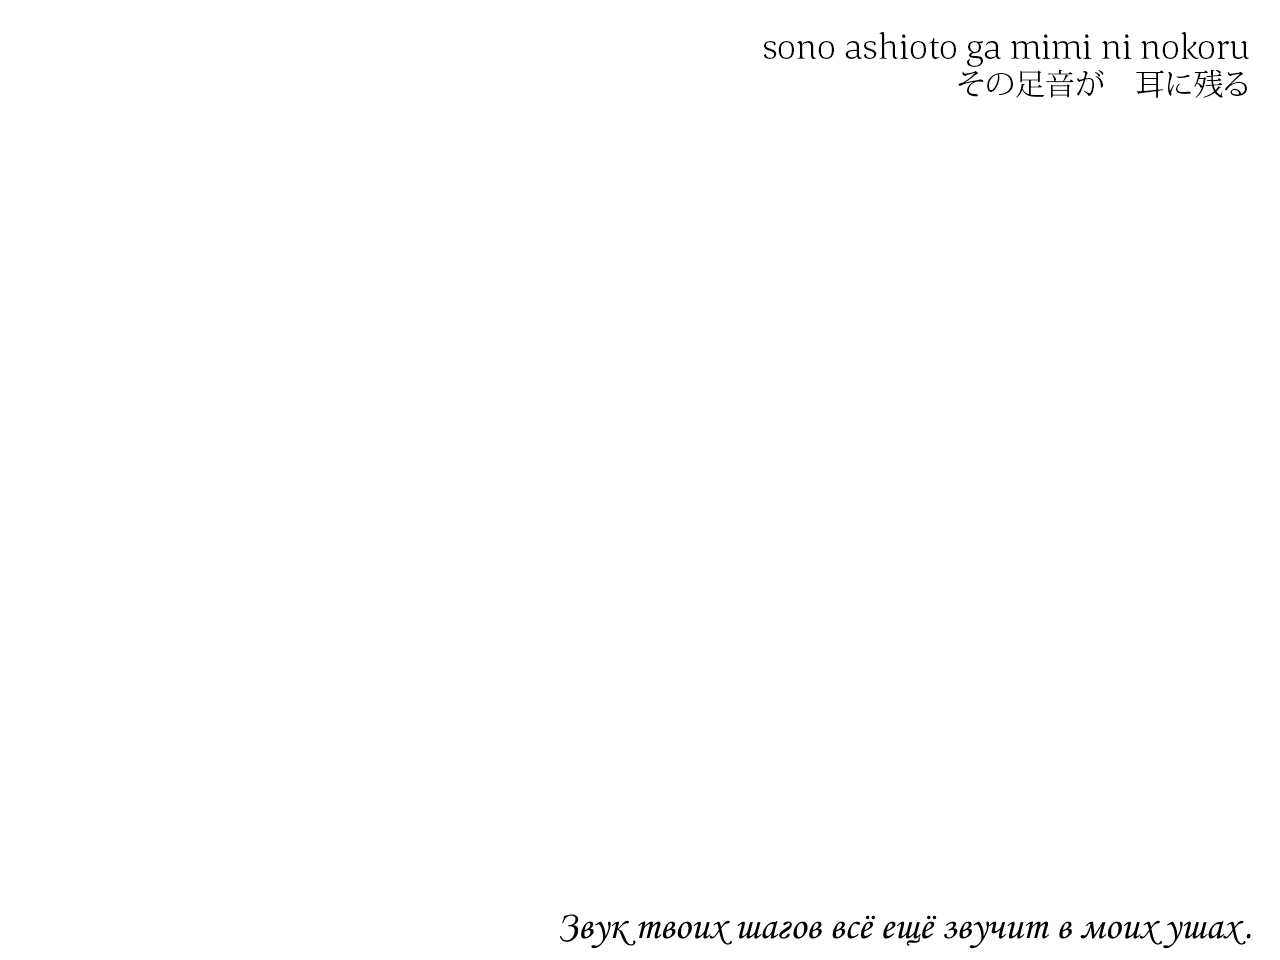 sono ashioto ga mimi ni nokoru
その足音が　耳に残る
Звук твоих шагов всё ещё звучит в моих ушах.